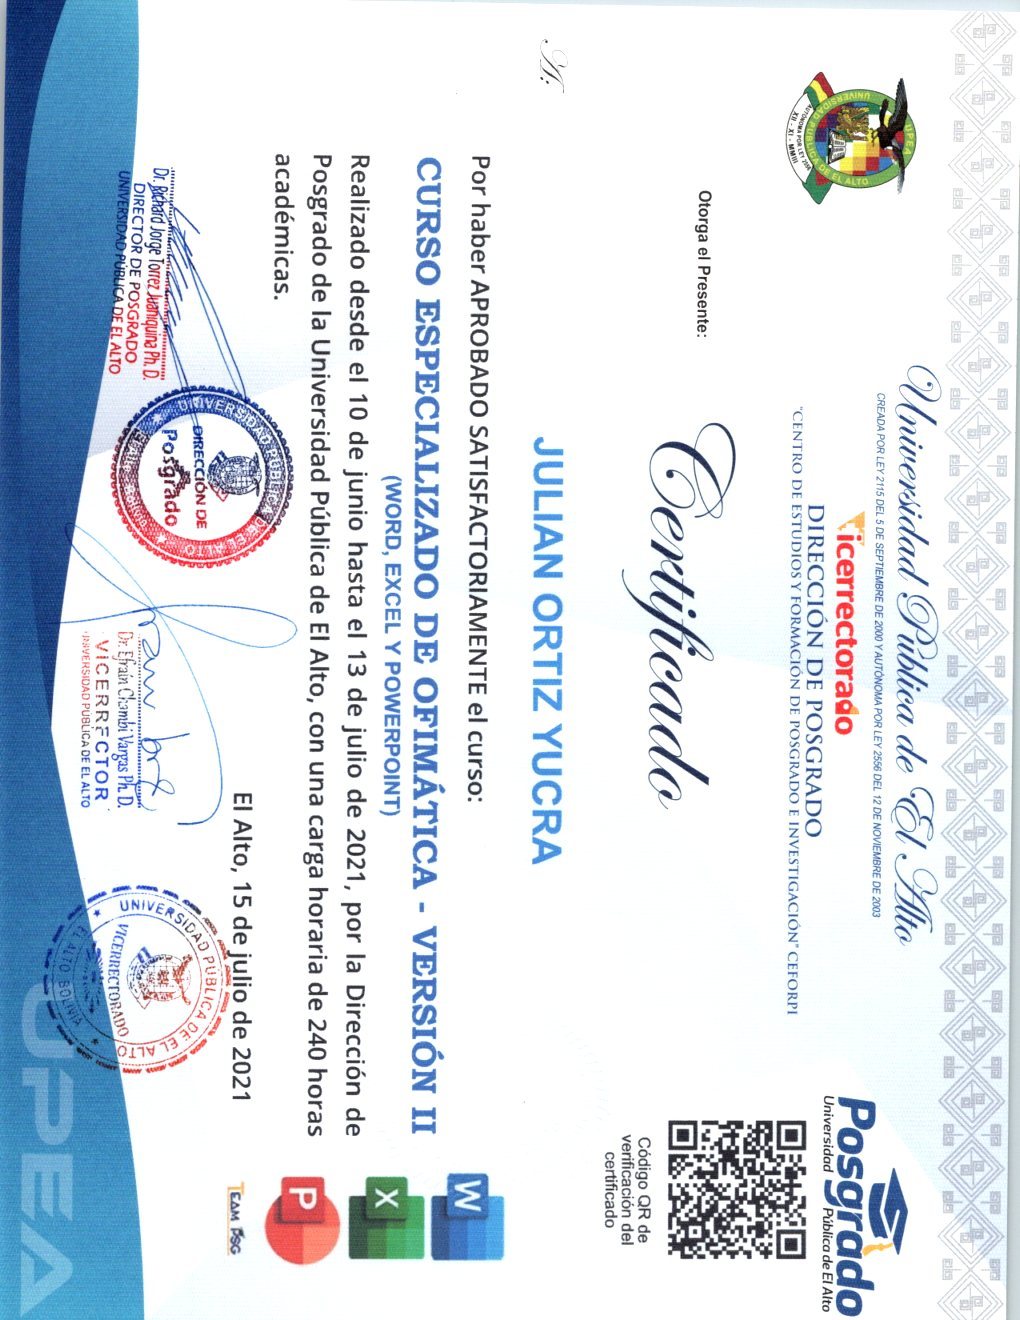 Universidad Pública de El Alto
CREADA POR LEY 2115 DEL 5 DE SEPTIEMBRE DE 2000 Y AUTÓNOMA POR LEY 2556 DEL 12 DE NOVIEMBRE DE 2003
Vicerrectorado
DIRECCIÓN DE POSGRADO
"CENTRO DE ESTUDIOS Y FORMACIÓN DE POSGRADO E INVESTIGACIÓN" CEFORPI
UPEA
UNIVERSIDAD PÚBLICA DE EL ALTO
AUTÓNOMA POR LEY 2556
XII - XI - MMIII
Posgrado
Universidad Pública de El Alto
Otorga el Presente:
Certificado
Código QR de
verificación del
certificado
A:
JULIAN ORTIZ YUCRA
Por haber APROBADO SATISFACTORIAMENTE el curso:
CURSO ESPECIALIZADO DE OFIMÁTICA - VERSIÓN II
(WORD, EXCEL Y POWERPOINT)
Realizado desde el 10 de junio hasta el 13 de julio de 2021, por la Dirección de
Posgrado de la Universidad Pública de El Alto, con una carga horaria de 240 horas
académicas.
W
X
P
El Alto, 15 de julio de 2021
TEAM PSG
Dr. Richard Jorge Torrez Juaniquina Ph. D.
DIRECTOR DE POSGRADO
UNIVERSIDAD PÚBLICA DE EL ALTO
DIRECCIÓN DE
Posgrado
Dr. Efraín Chambi Vargas Ph. D.
VICERRECTOR
UNIVERSIDAD PÚBLICA DE EL ALTO
UNIVERSIDAD PÚBLICA DE EL ALTO
VICERRECTORADO
EL ALTO BOLIVIA
UPEA